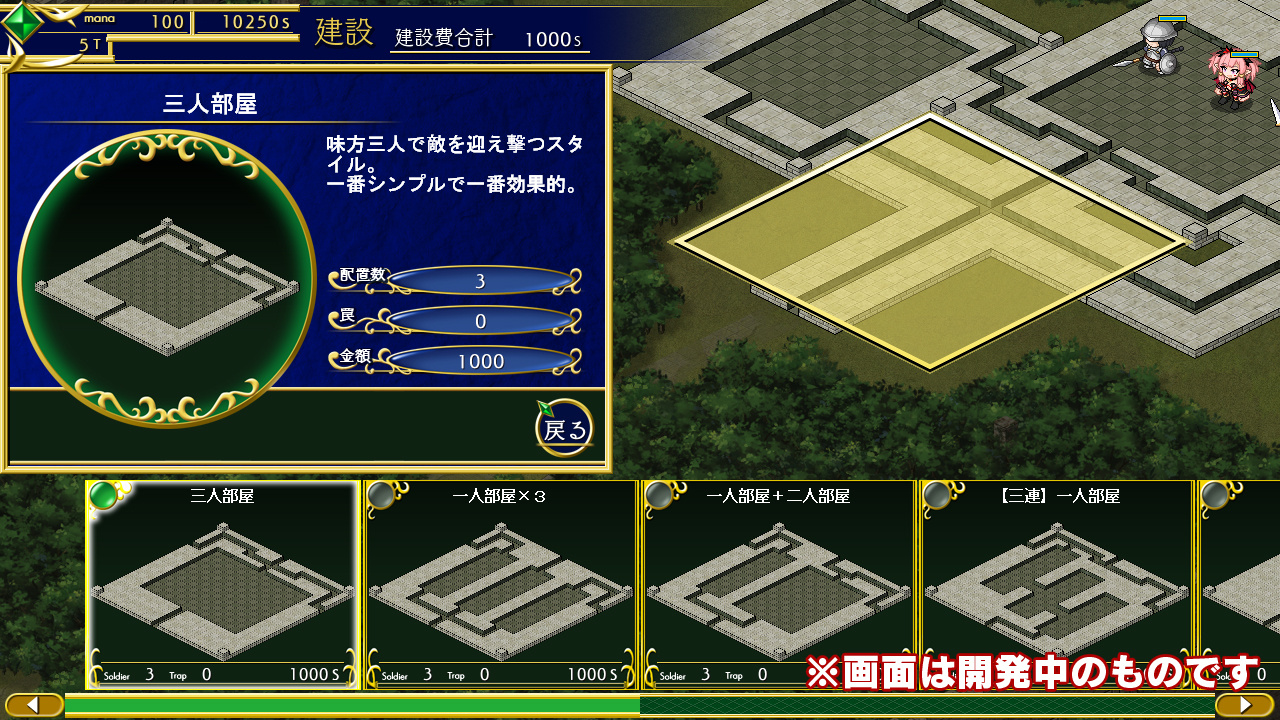 mana 100 10250s
5T
建設 建設費合計 1000s
三人部屋
味方三人で敵を迎え撃つスタ
イル。
一番シンプルで一番効果的。
配置数 3
罠 0
金額 1000
戻る
三人部屋
Soldier 3 Trap 0 1000 S
一人部屋×3
Soldier 3 Trap 0 1000 S
一人部屋+二人部屋
Soldier 3 Trap 0
【三連】一人部屋
※画面は開発中のものです
0